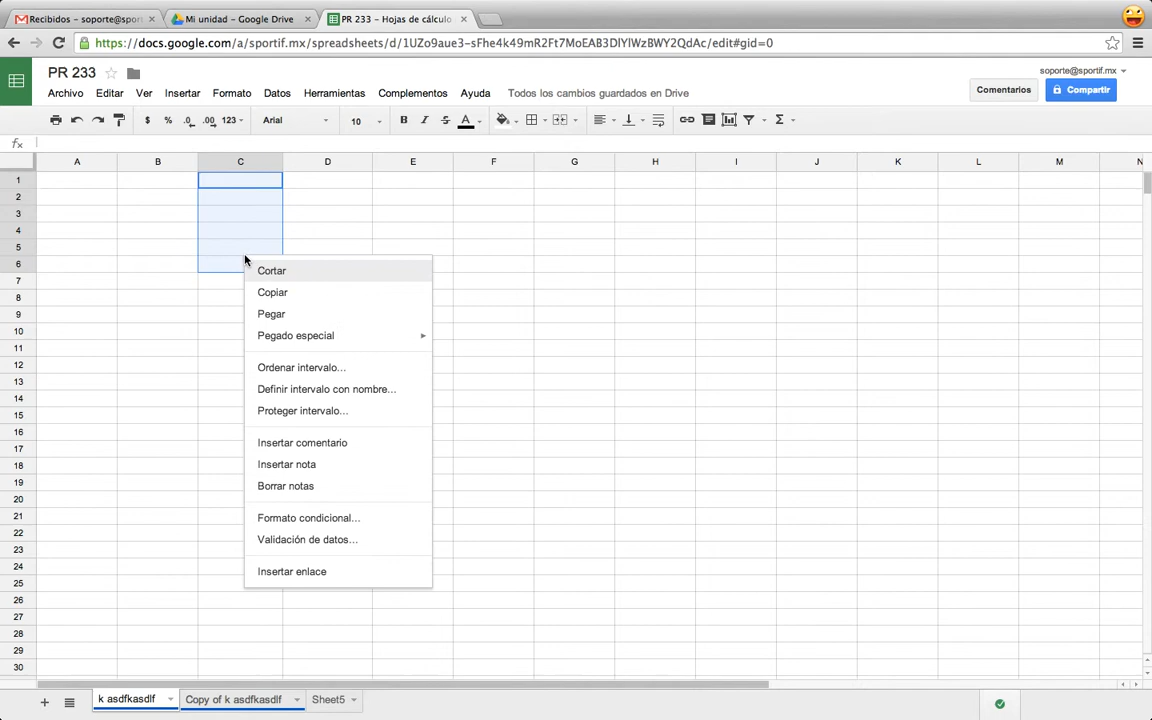 Recibidos – soporte@sport
Mi unidad – Google Drive
PR 233 – Hojas de cálculo
https://docs.google.com/a/sportif.mx/spreadsheets/d/1UZo9aue3-sFhe4k49mR2Ft7MoEAB3DIYlWzBWY2QdAc/edit#gid=0
PR 233
soporte@sportif.mx
Archivo Editar Ver Insertar Formato Datos Herramientas Complementos Ayuda Todos los cambios guardados en Drive
Comentarios
Compartir
$ % .0 .00 123 Arial 10 B I S A Σ
fx
A B C D E F G H I J K L M N
1
2
3
4
5
6
7
8
9
10
11
12
13
14
15
16
17
18
19
20
21
22
23
24
25
26
27
28
29
30
Cortar
Copiar
Pegar
Pegado especial
Ordenar intervalo...
Definir intervalo con nombre...
Proteger intervalo...
Insertar comentario
Insertar nota
Borrar notas
Formato condicional...
Validación de datos...
Insertar enlace
k asdfkasdlf
Copy of k asdfkasdlf
Sheet5